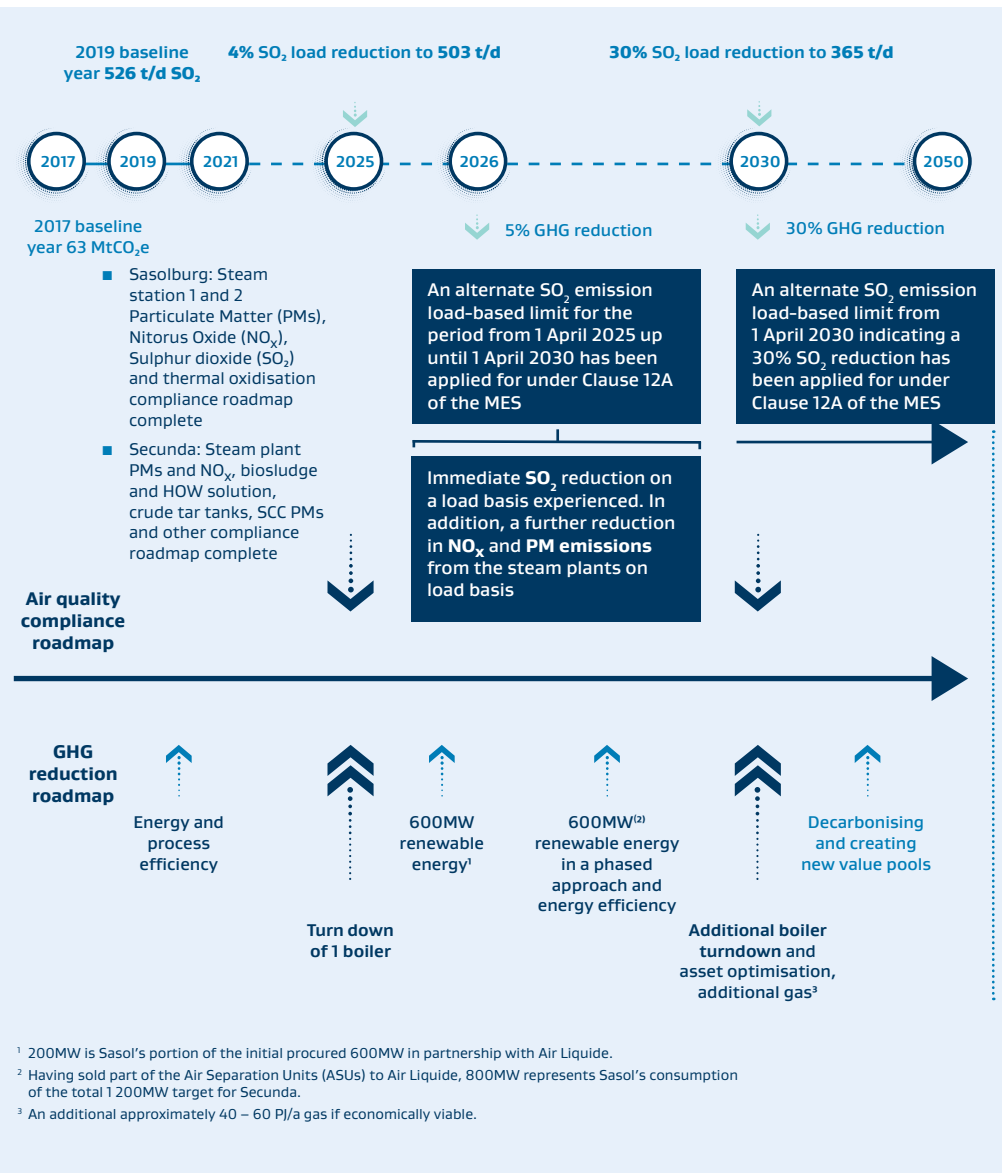 2019 baseline
year 526 t/d SO₂
4% SO₂ load reduction to 503 t/d
30% SO₂ load reduction to 365 t/d
2017
2019
2021
2025
2026
2030
2050
2017 baseline
year 63 MtCO₂e
5% GHG reduction
30% GHG reduction
■ Sasolburg: Steam
station 1 and 2
Particulate Matter (PMs),
Nitorus Oxide (NOX),
Sulphur dioxide (SO₂)
and thermal oxidisation
compliance roadmap
complete
■ Secunda: Steam plant
PMs and NOX, biosludge
and HOW solution,
crude tar tanks, SCC PMs
and other compliance
roadmap complete
An alternate SO₂ emission
load-based limit for the
period from 1 April 2025 up
until 1 April 2030 has been
applied for under Clause 12A
of the MES
Immediate SO₂ reduction on
a load basis experienced. In
addition, a further reduction
in NOX and PM emissions
from the steam plants on
load basis
An alternate SO₂ emission
load-based limit from
1 April 2030 indicating a
30% SO₂ reduction has
been applied for under
Clause 12A of the MES
Air quality
compliance
roadmap
GHG
reduction
roadmap
Energy and
process
efficiency
Turn down
of 1 boiler
600MW
renewable
energy¹
600MW⁽²⁾
renewable energy
in a phased
approach and
energy efficiency
Additional boiler
turndown and
asset optimisation,
additional gas³
Decarbonising
and creating
new value pools
¹ 200MW is Sasol's portion of the initial procured 600MW in partnership with Air Liquide.
² Having sold part of the Air Separation Units (ASUs) to Air Liquide, 800MW represents Sasol's consumption
of the total 1 200MW target for Secunda.
³ An additional approximately 40 – 60 PJ/a gas if economically viable.